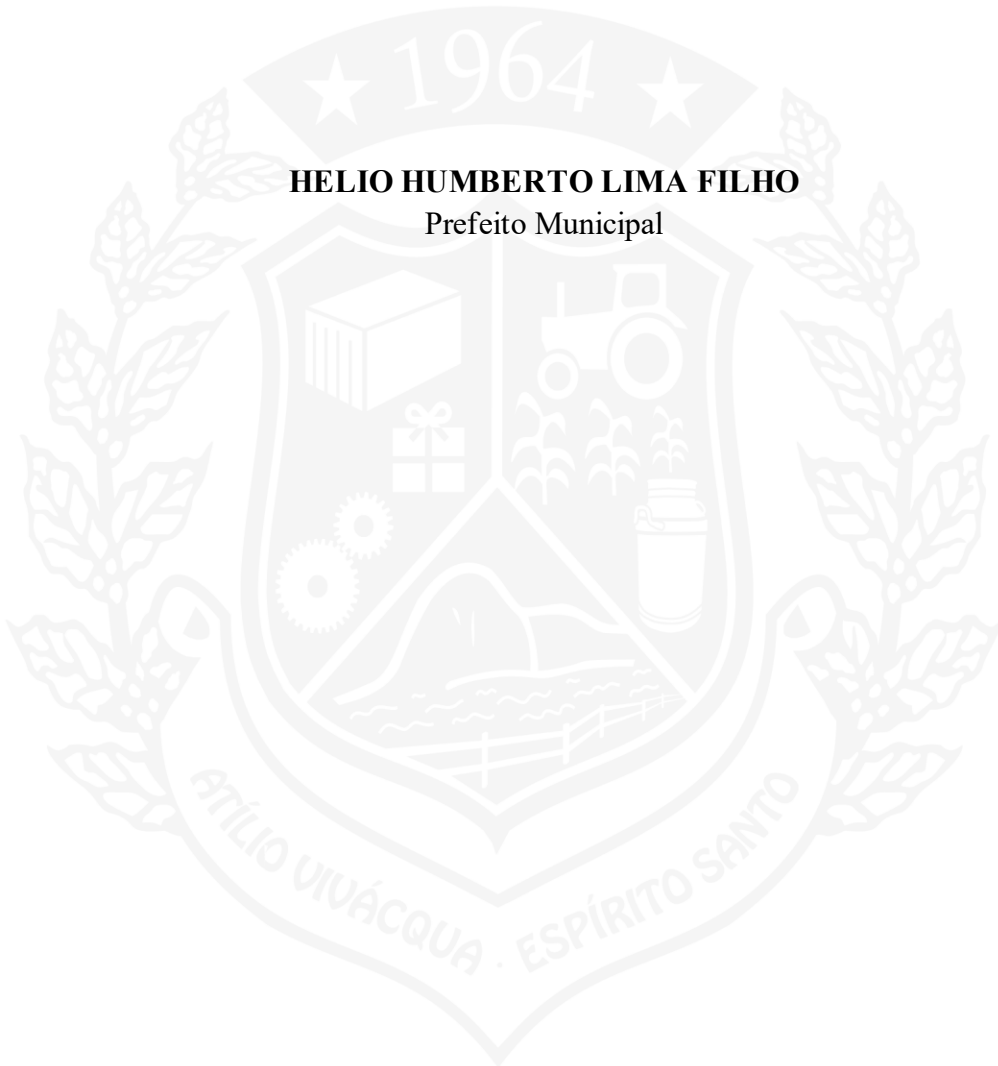 1964
HELIO HUMBERTO LIMA FILHO
Prefeito Municipal
ATÍLIO VIVÁCQUA . ESPÍRITO SANTO